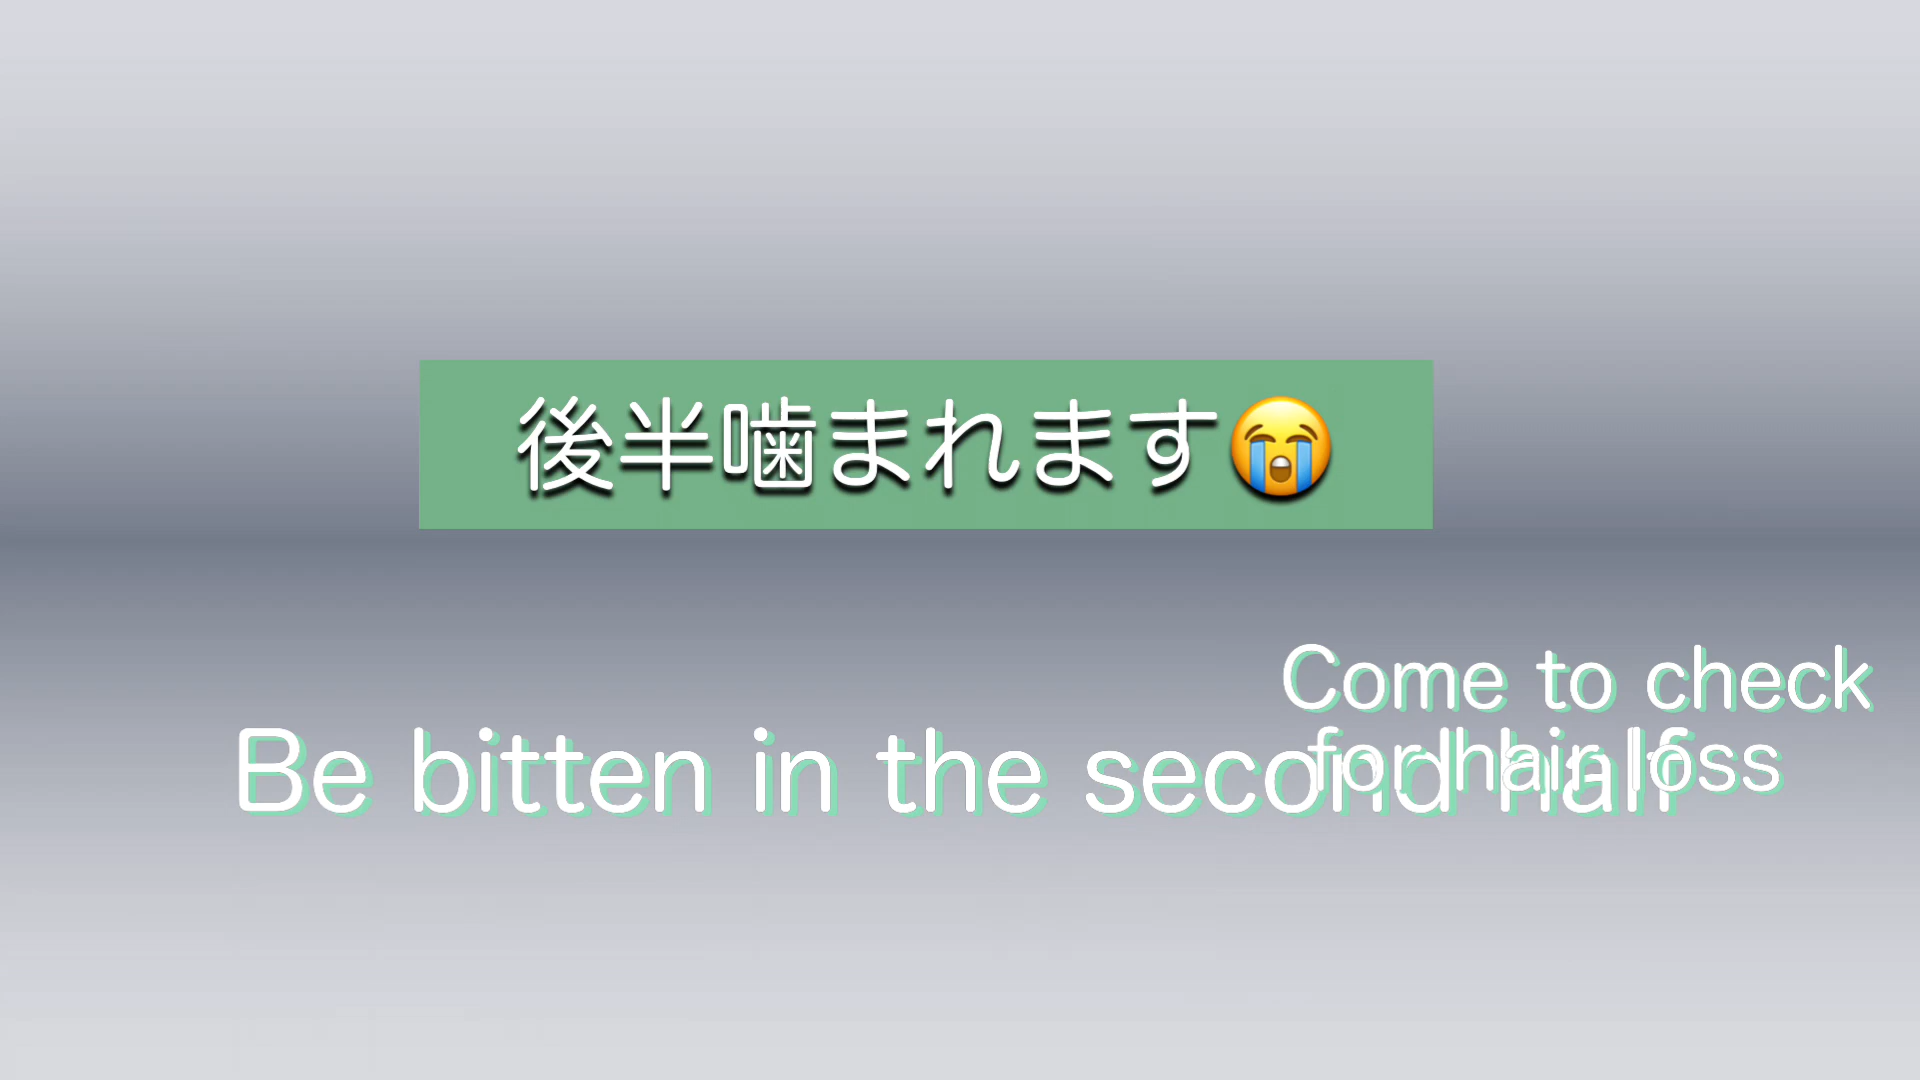 後半噛まれます😭
Come to check
for hair loss
Be bitten in the second half